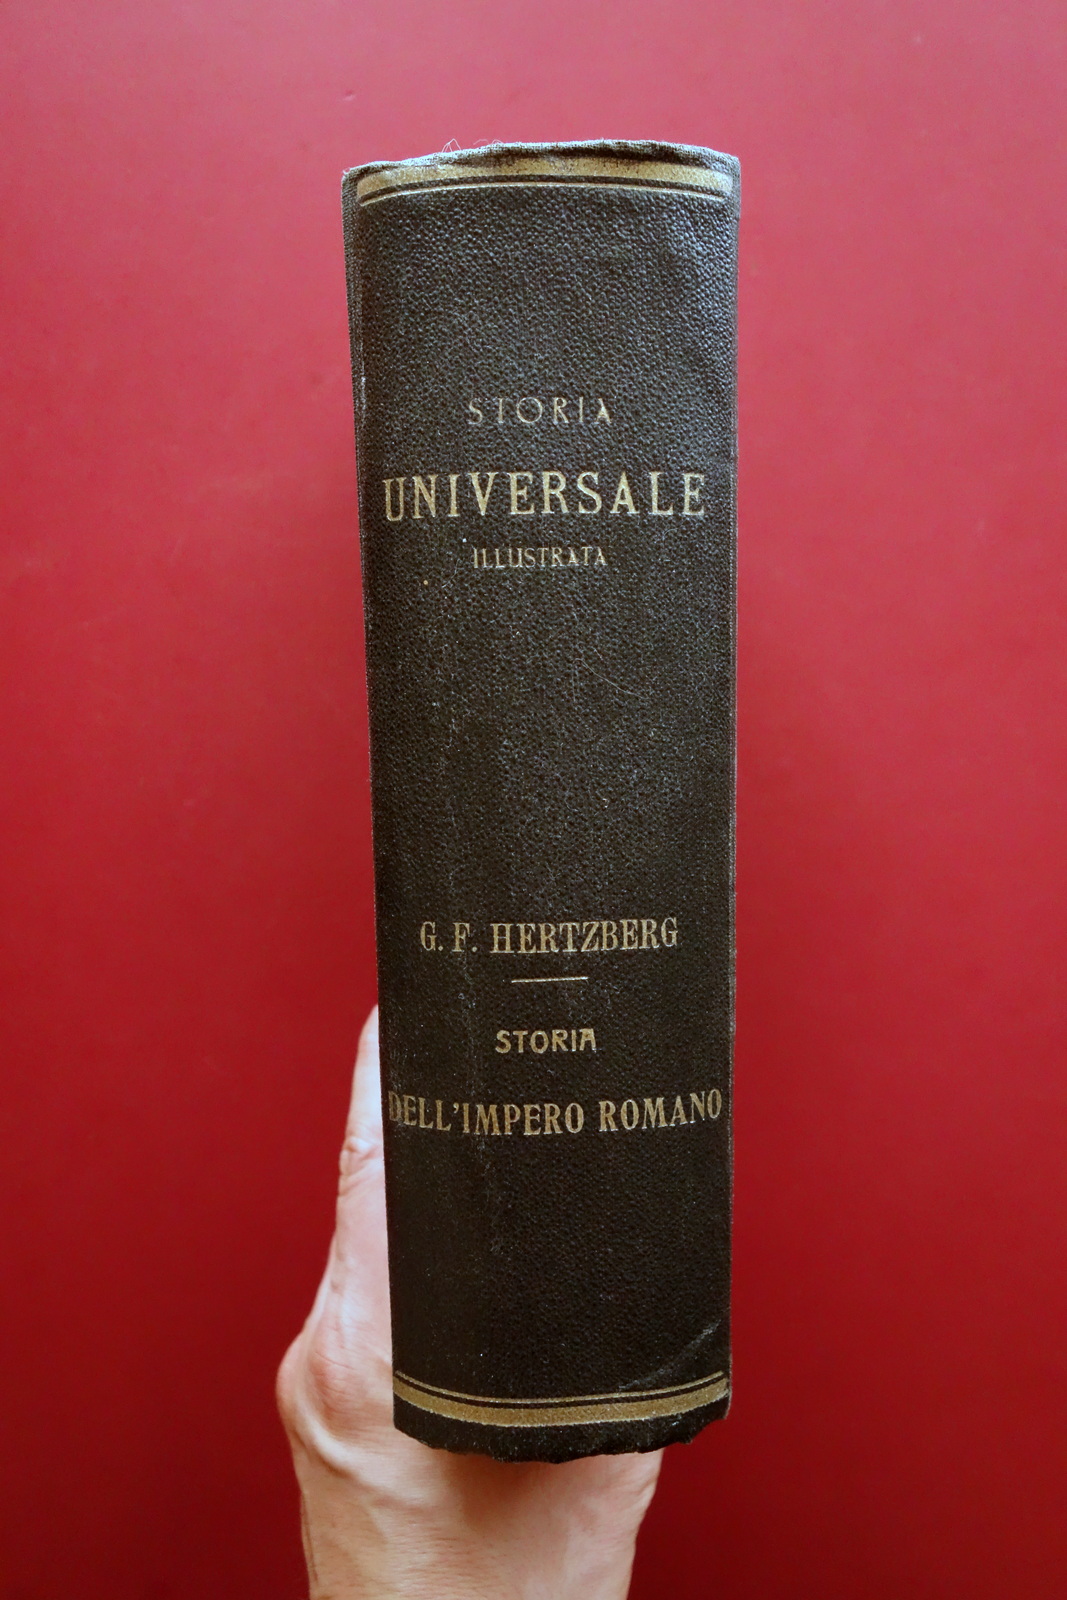 STORIA
UNIVERSALE
ILLUSTRATA
G. F. HERTZBERG
STORIA
DELL'IMPERO ROMANO